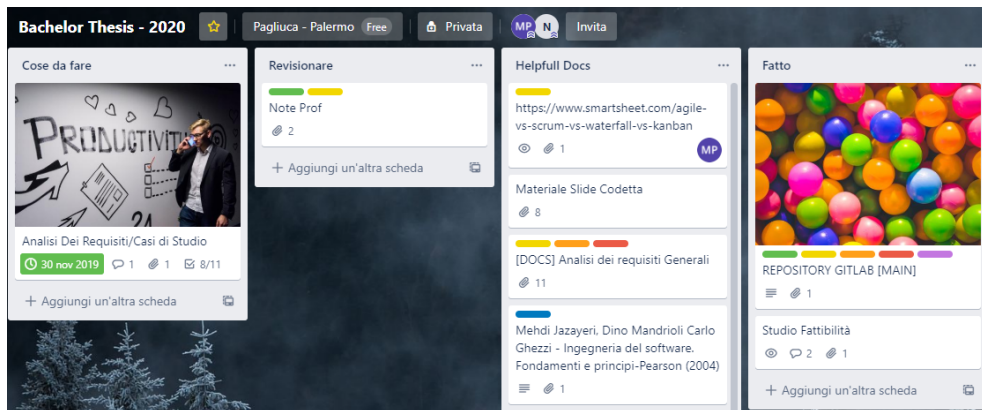 Bachelor Thesis - 2020
Pagliuca - Palermo Free
Privata
MP N
Invita
Cose da fare
PRODUCTIVITY
24
Analisi Dei Requisiti/Casi di Studio
30 nov 2019 1 1 8/11
+ Aggiungi un'altra scheda
Revisionare
Note Prof
2
+ Aggiungi un'altra scheda
Helpfull Docs
https://www.smartsheet.com/agile-
vs-scrum-vs-waterfall-vs-kanban
1 MP
Materiale Slide Codetta
8
[DOCS] Analisi dei requisiti Generali
11
Mehdi Jazayeri, Dino Mandrioli Carlo
Ghezzi - Ingegneria del software.
Fondamenti e principi-Pearson (2004)
1
Fatto
REPOSITORY GITLAB [MAIN]
1
Studio Fattibilità
2 1
+ Aggiungi un'altra scheda